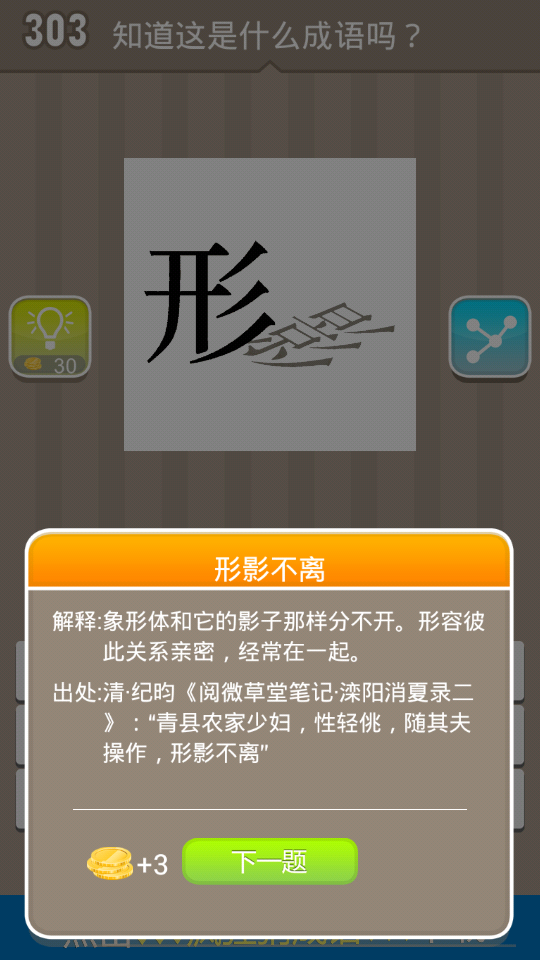 303 知道这是什么成语吗？
形
影
30
形影不离
解释:象形体和它的影子那样分不开。形容彼
此关系亲密，经常在一起。
出处:清·纪昀《阅微草堂笔记·滦阳消夏录二
》：“青县农家少妇，性轻佻，随其夫
操作，形影不离”
+3
下一题